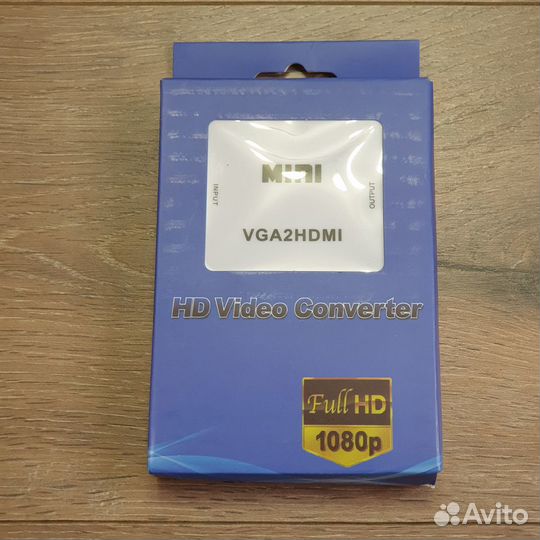 MINI
INPUT
OUTPUT
VGA2HDMI
HD Video Converter
Full HD
1080p
Avito